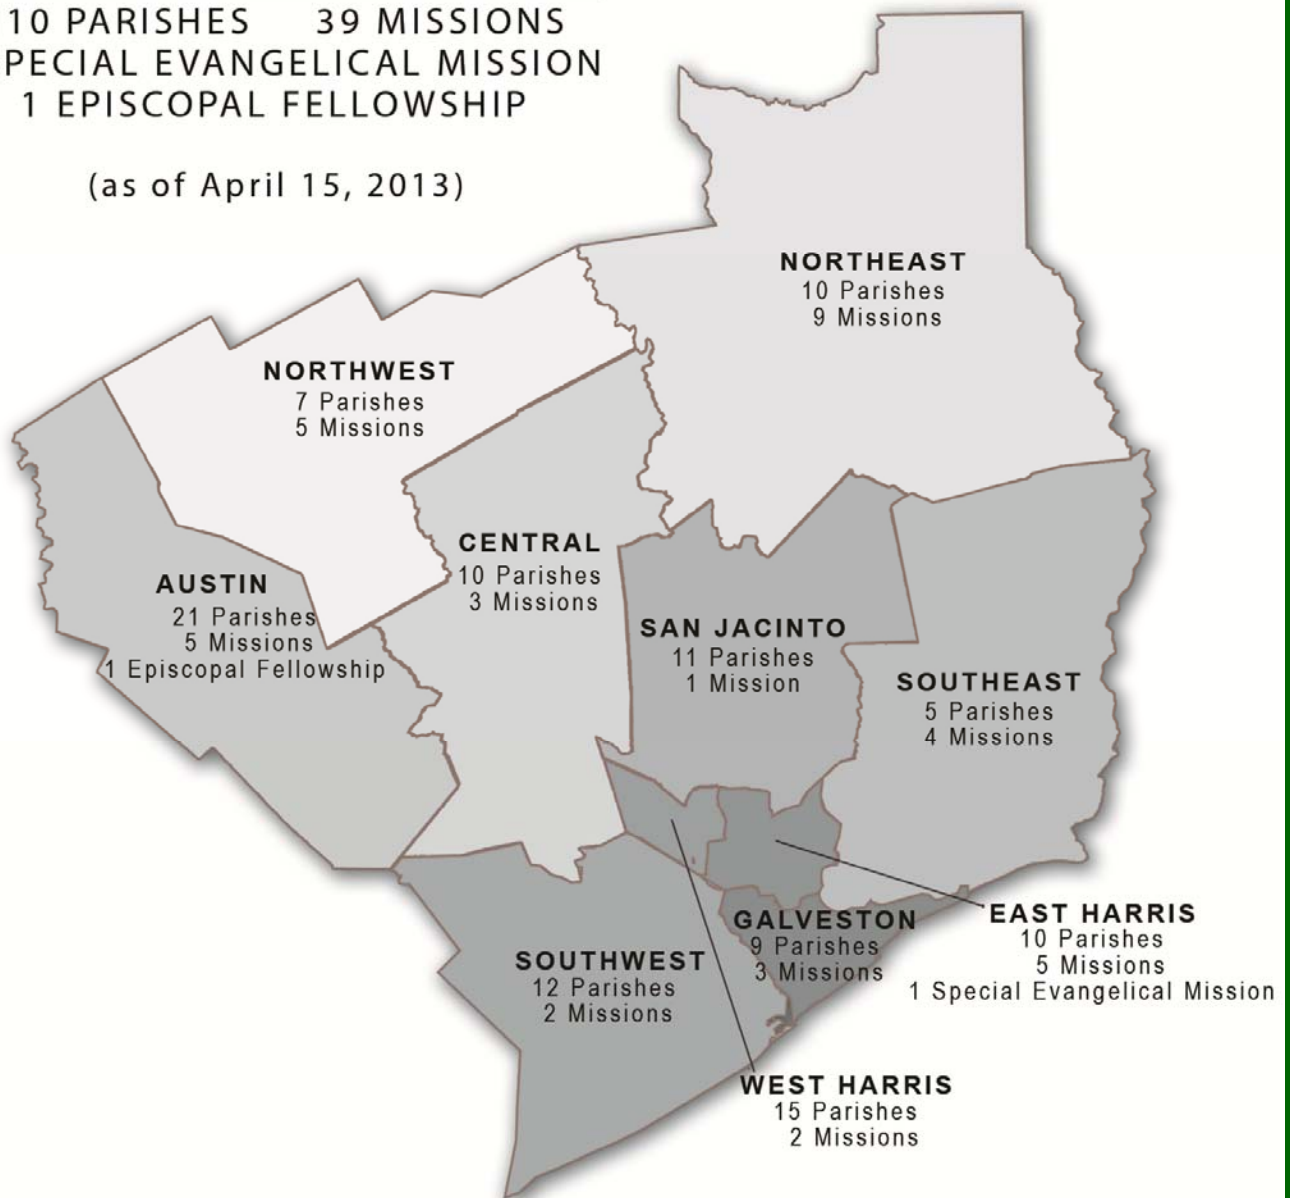 10 PARISHES 39 MISSIONS
PECIAL EVANGELICAL MISSION
1 EPISCOPAL FELLOWSHIP
(as of April 15, 2013)
NORTHEAST
10 Parishes
9 Missions
NORTHWEST
7 Parishes
5 Missions
CENTRAL
10 Parishes
3 Missions
AUSTIN
21 Parishes
5 Missions
1 Episcopal Fellowship
SAN JACINTO
11 Parishes
1 Mission
SOUTHEAST
5 Parishes
4 Missions
GALVESTON
9 Parishes
3 Missions
EAST HARRIS
10 Parishes
5 Missions
1 Special Evangelical Mission
SOUTHWEST
12 Parishes
2 Missions
WEST HARRIS
15 Parishes
2 Missions